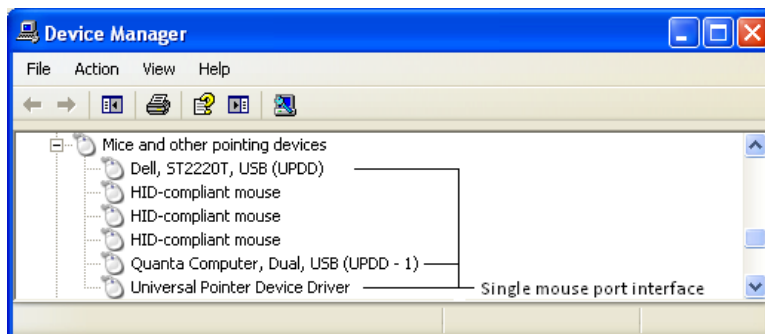 Device Manager
File Action View Help
Mice and other pointing devices
Dell, ST2220T, USB (UPDD)
HID-compliant mouse
HID-compliant mouse
HID-compliant mouse
Quanta Computer, Dual, USB (UPDD - 1)
Universal Pointer Device Driver Single mouse port interface